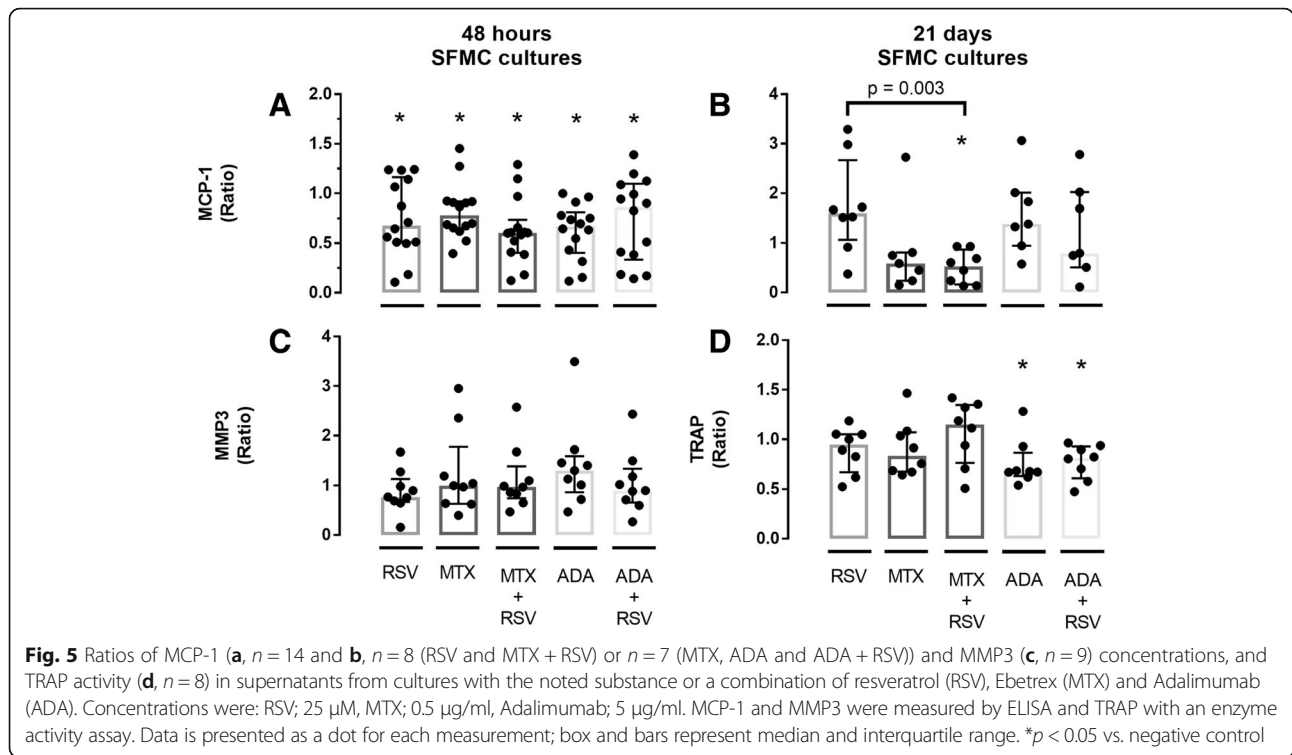 48 hours
SFMC cultures
21 days
SFMC cultures
A
MCP-1
(Ratio)
2.0
1.5
1.0
0.5
0.0
* * * * *
B
4
3
2
1
0
p = 0.003
*
C
MMP3
(Ratio)
4
3
2
1
0
RSV
MTX
MTX
+
RSV
ADA
ADA
+
RSV
D
TRAP
(Ratio)
2.0
1.5
1.0
0.5
0.0
* *
RSV
MTX
MTX
+
RSV
ADA
ADA
+
RSV
Fig. 5 Ratios of MCP-1 (a, n = 14 and b, n = 8 (RSV and MTX + RSV) or n = 7 (MTX, ADA and ADA + RSV)) and MMP3 (c, n = 9) concentrations, and
TRAP activity (d, n = 8) in supernatants from cultures with the noted substance or a combination of resveratrol (RSV), Ebetrex (MTX) and Adalimumab
(ADA). Concentrations were: RSV; 25 μM, MTX; 0.5 μg/ml, Adalimumab; 5 μg/ml. MCP-1 and MMP3 were measured by ELISA and TRAP with an enzyme
activity assay. Data is presented as a dot for each measurement; box and bars represent median and interquartile range. *p < 0.05 vs. negative control